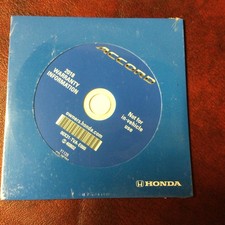 ACCORD
2018
WARRANTY
INFORMATION
Not for
in-vehicle
use
owners.honda.com
HONDA